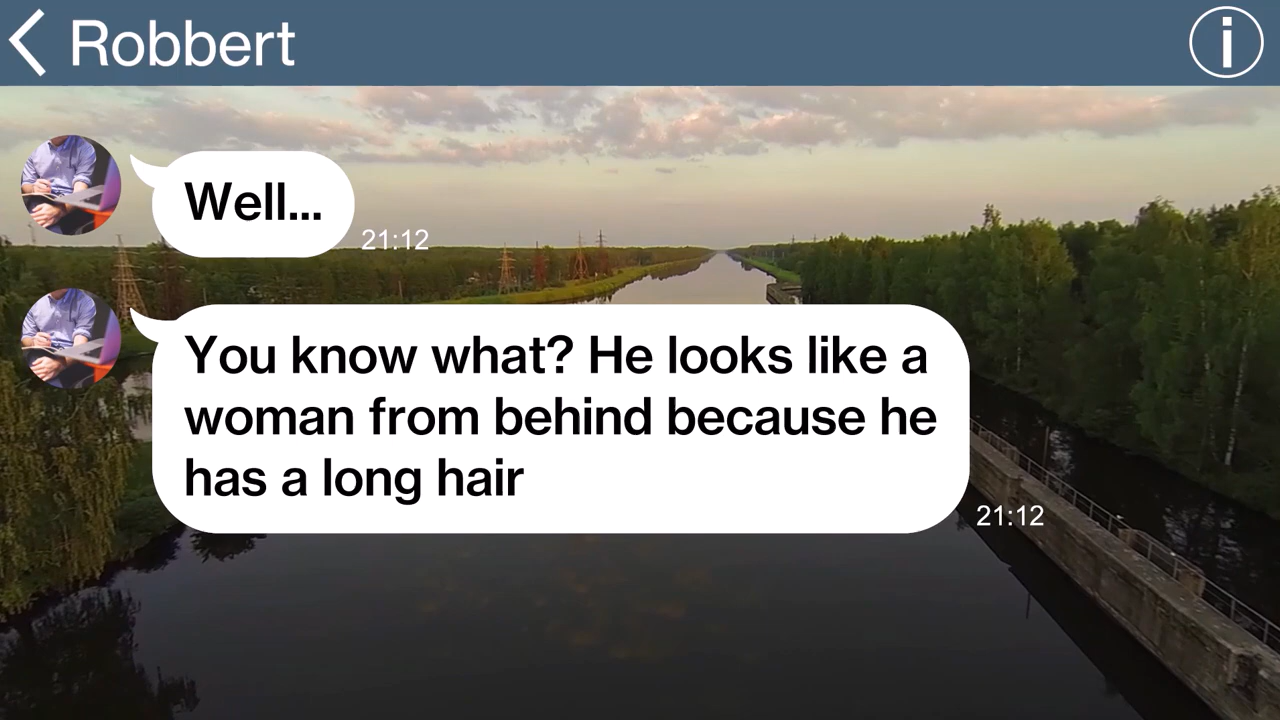 Robbert
Well...
21:12
You know what? He looks like a
woman from behind because he
has a long hair
21:12